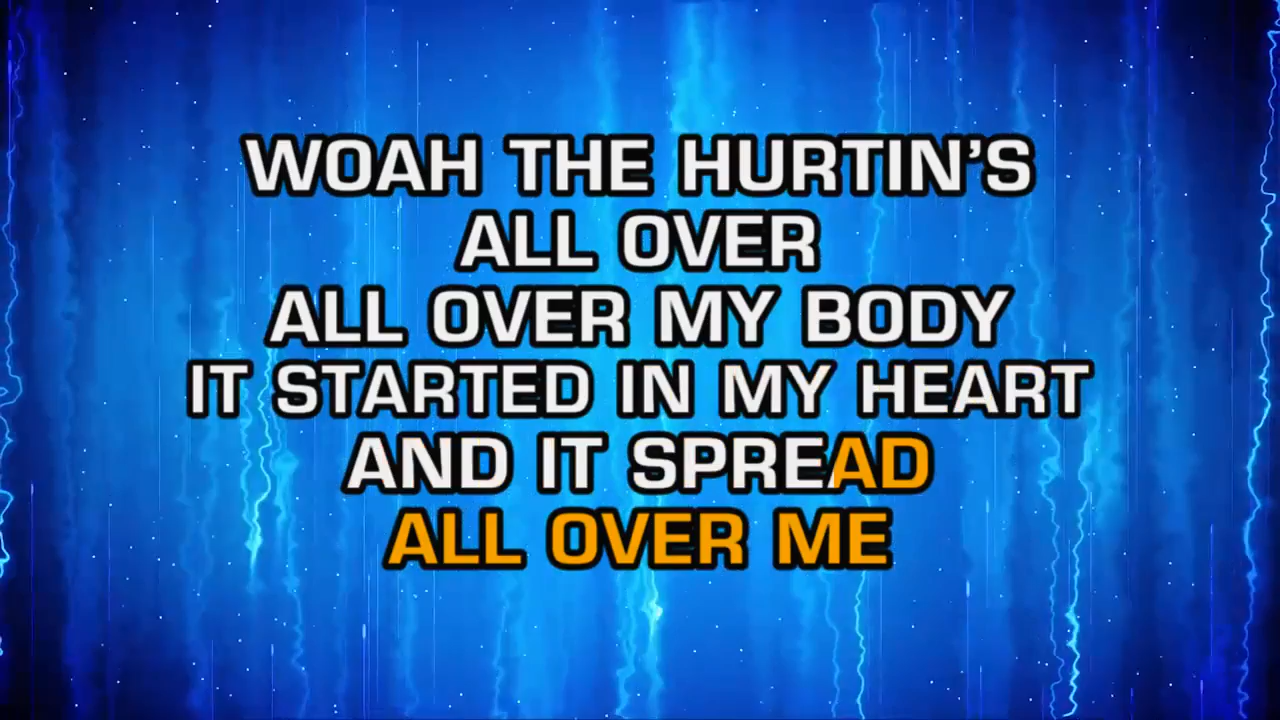 WOAH THE HURTIN'S
ALL OVER
ALL OVER MY BODY
IT STARTED IN MY HEART
AND IT SPREAD
ALL OVER ME